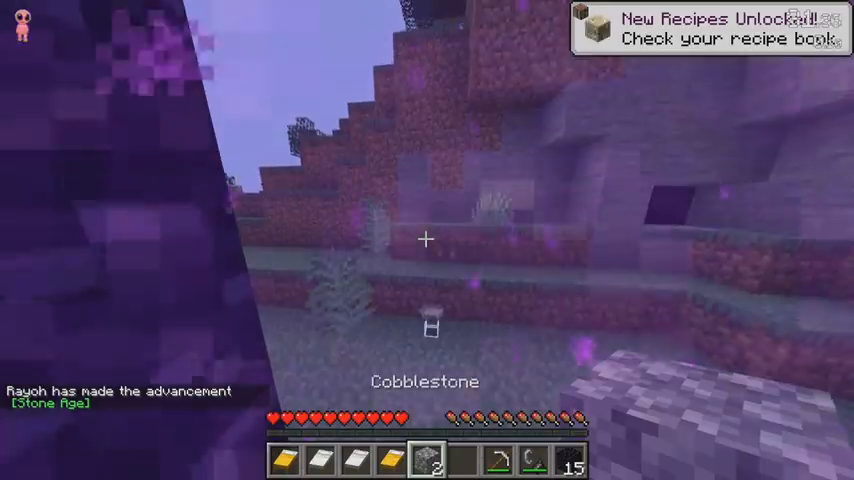 New Recipes Unlocked!
Check your recipe book
Cobblestone
Rayoh has made the advancement
[Stone Age]
2
15